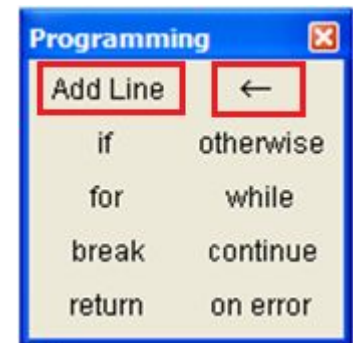 Programming
Add Line ←
if otherwise
for while
break continue
return on error